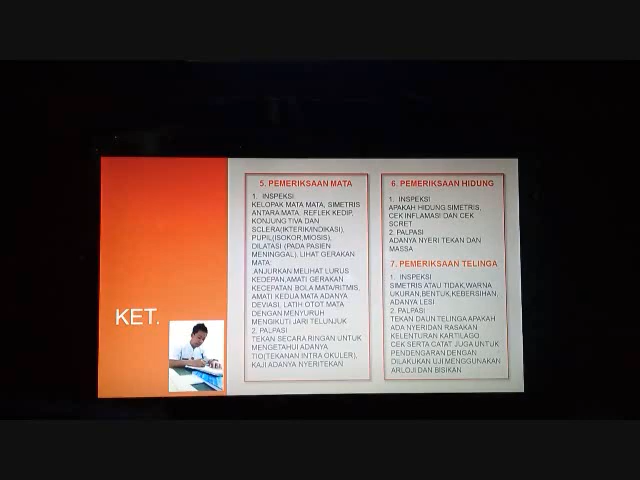 KET.
5. PEMERIKSAAN MATA
1. INSPEKSI
KELOPAK MATA MATA, SIMETRIS
ANTARA MATA, REFLEK KEDIP,
KONJUNG TIVA DAN
SCLERA(IKTERIK/INDIKASI),
PUPIL(ISOKOR,MIOSIS),
DILATASI (PADA PASIEN
MENINGGAL), LIHAT GERAKAN
MATA:
.ANJURKAN MELIHAT LURUS
KEDEPAN,AMATI GERAKAN
KECEPATAN BOLA MATA/RITMIS,
AMATI KEDUA MATA ADANYA
DEVIASI, LATIH OTOT MATA
DENGAN MENYURUH
MENGIKUTI JARI TELUNJUK
2. PALPASI
TEKAN SECARA RINGAN UNTUK
MENGETAHUI ADANYA
TIO(TEKANAN INTRA OKULER),
KAJI ADANYA NYERITEKAN
6. PEMERIKSAAN HIDUNG
1. INSPEKSI
APAKAH HIDUNG SIMETRIS,
CEK INFLAMASI DAN CEK
SCRET
2. PALPASI
ADANYA NYERI TEKAN DAN
MASSA
7. PEMERIKSAAN TELINGA
1. INSPEKSI
SIMETRIS ATAU TIDAK,WARNA
UKURAN,BENTUK,KEBERSIHAN,
ADANYA LESI
2. PALPASI
TEKAN DAUN TELINGA APAKAH
ADA NYERIDAN RASAKAN
KELENTURAN KARTILAGO
CEK SERTA CATAT JUGA UNTUK
PENDENGARAN DENGAN
DILAKUKAN UJI MENGGUNAKAN
ARLOJI DAN BISIKAN